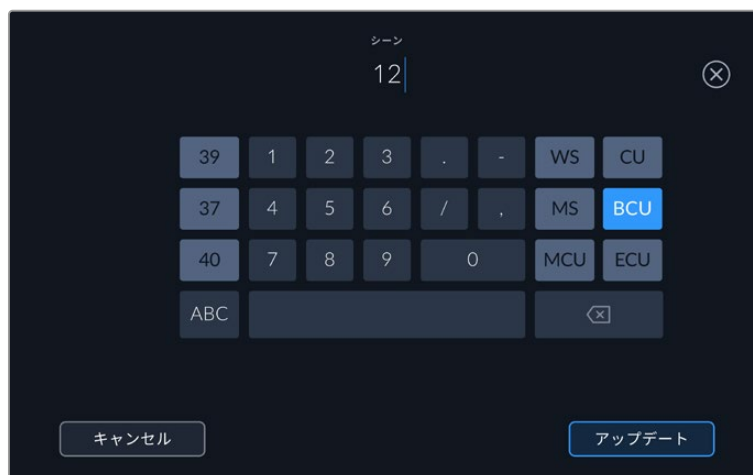 シーン
12
39 1 2 3 . - WS CU
37 4 5 6 / , MS BCU
40 7 8 9 0 MCU ECU
ABC
キャンセル アップデート